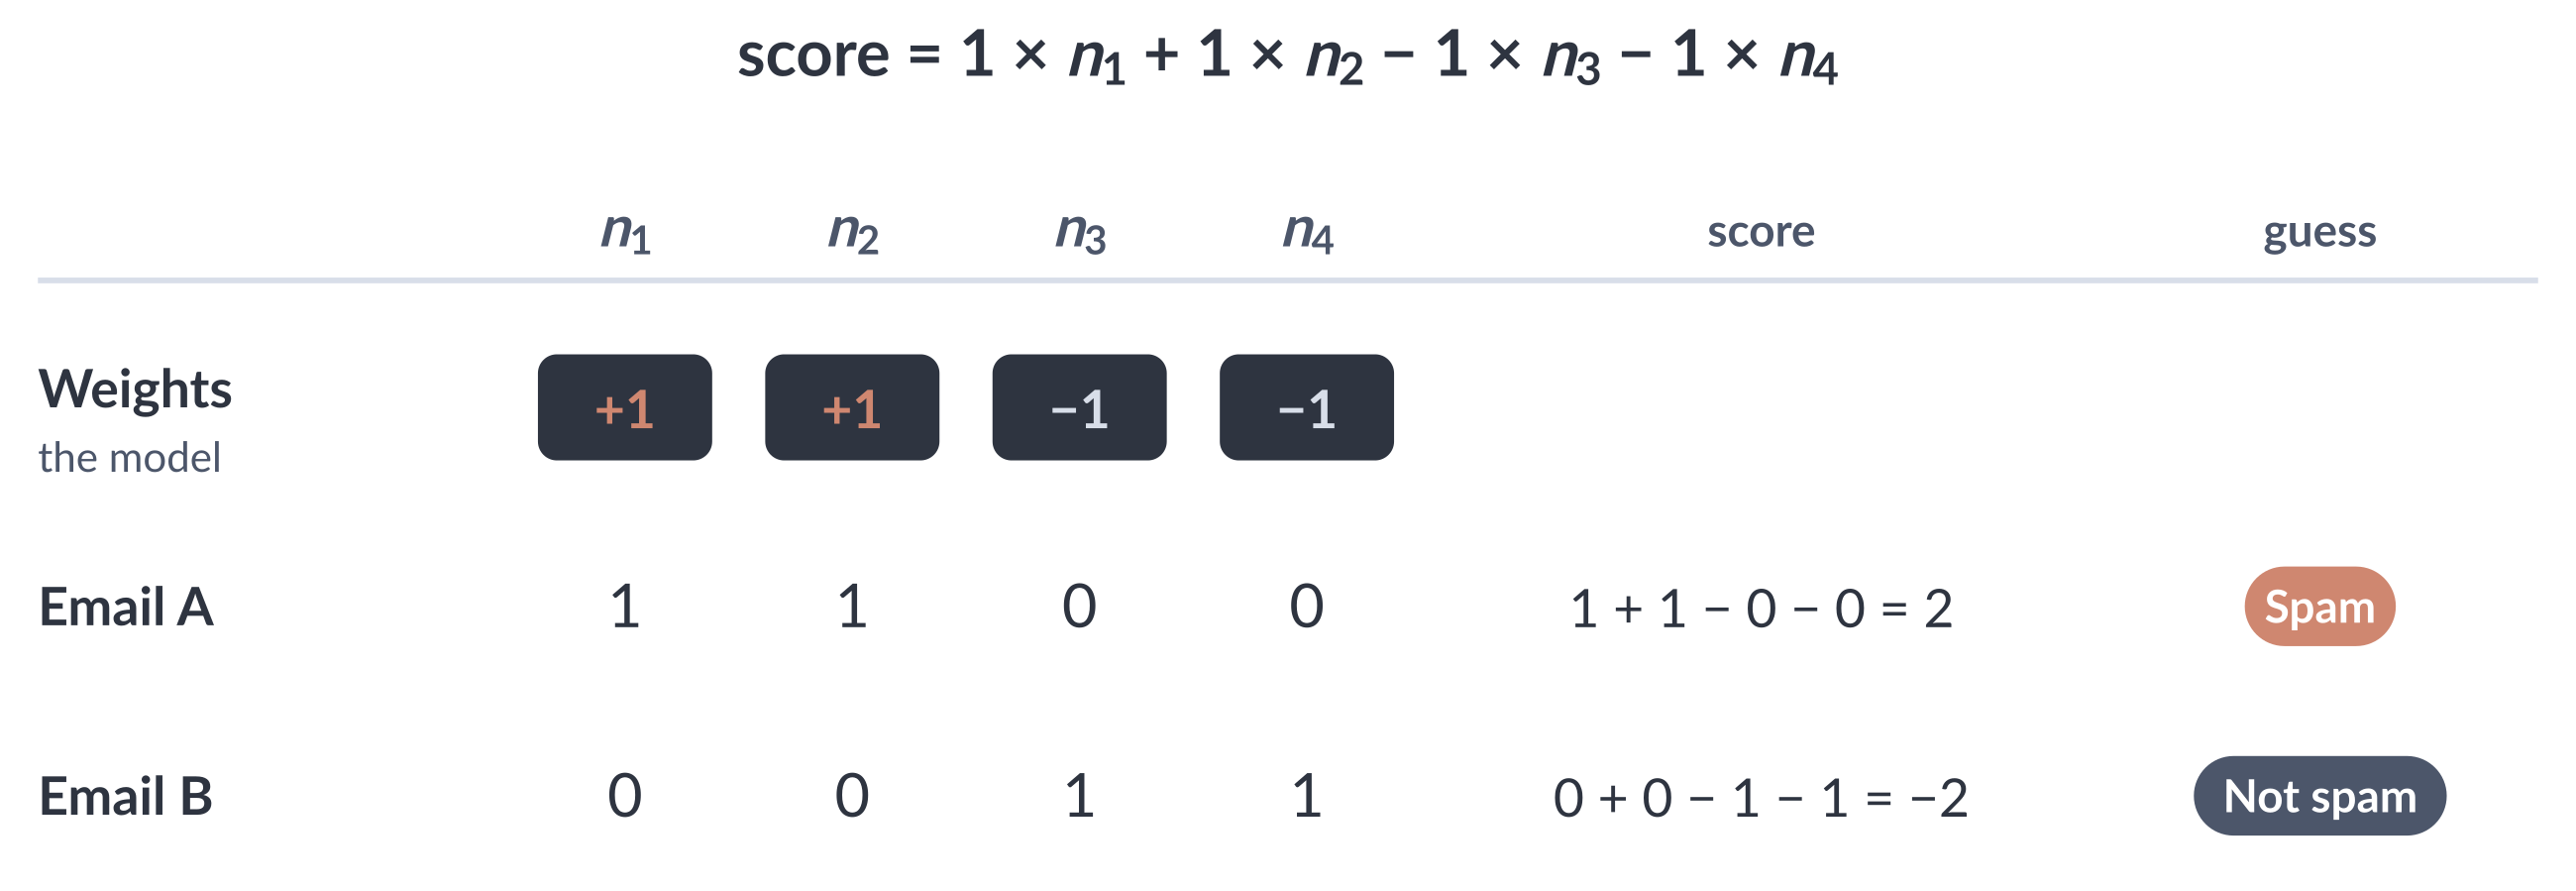 score = 1 × n₁ + 1 × n₂ − 1 × n₃ − 1 × n₄
n₁ n₂ n₃ n₄ score guess
Weights +1 +1 −1 −1
the model
Email A 1 1 0 0 1 + 1 − 0 − 0 = 2 Spam
Email B 0 0 1 1 0 + 0 − 1 − 1 = −2 Not spam